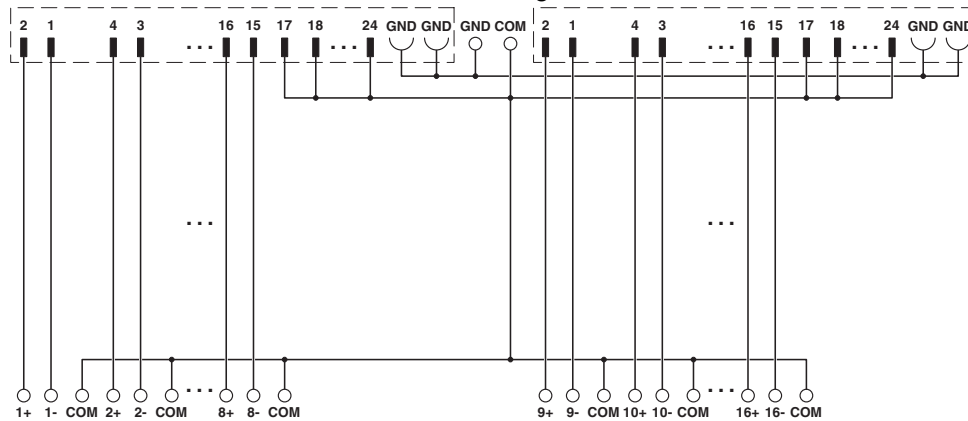 2 1 4 3 ... 16 15 17 18 ... 24 GND GND GND COM 2 1 4 3 ... 16 15 17 18 ... 24 GND GND
... ...
1+ 1- COM 2+ 2- COM ... 8+ 8- COM 9+ 9- COM 10+ 10- COM ... 16+ 16- COM